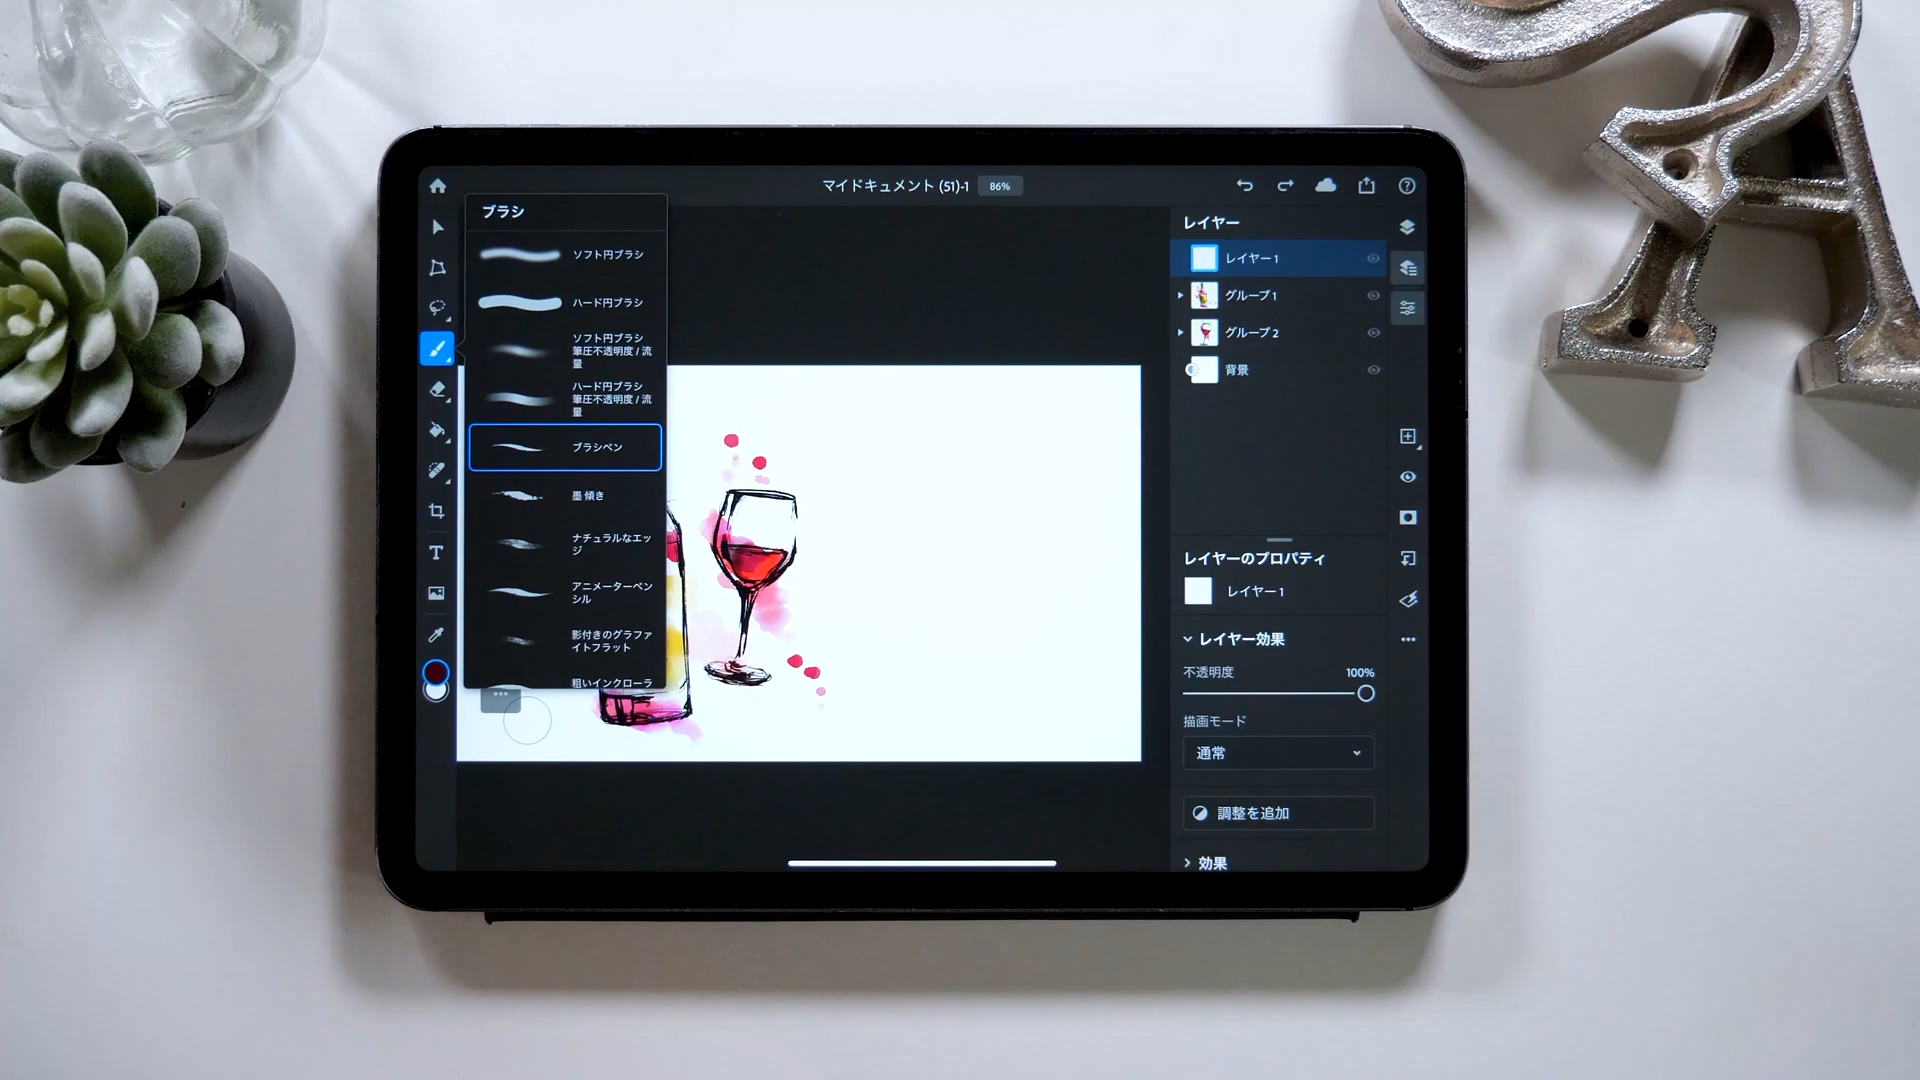 マイドキュメント (51)-1
86%
ブラシ
ソフト円ブラシ
ハード円ブラシ
ソフト円ブラシ
筆圧不透明度 / 流
量
ハード円ブラシ
筆圧不透明度 / 流
量
ブラシペン
墨 傾き
ナチュラルなエッ
ジ
アニメーターペン
シル
影付きのグラファ
イトフラット
粗いインクローラ
T
レイヤー
レイヤー 1
グループ 1
グループ 2
背景
レイヤーのプロパティ
レイヤー 1
レイヤー効果
不透明度
100%
描画モード
通常
調整を追加
効果
S
A